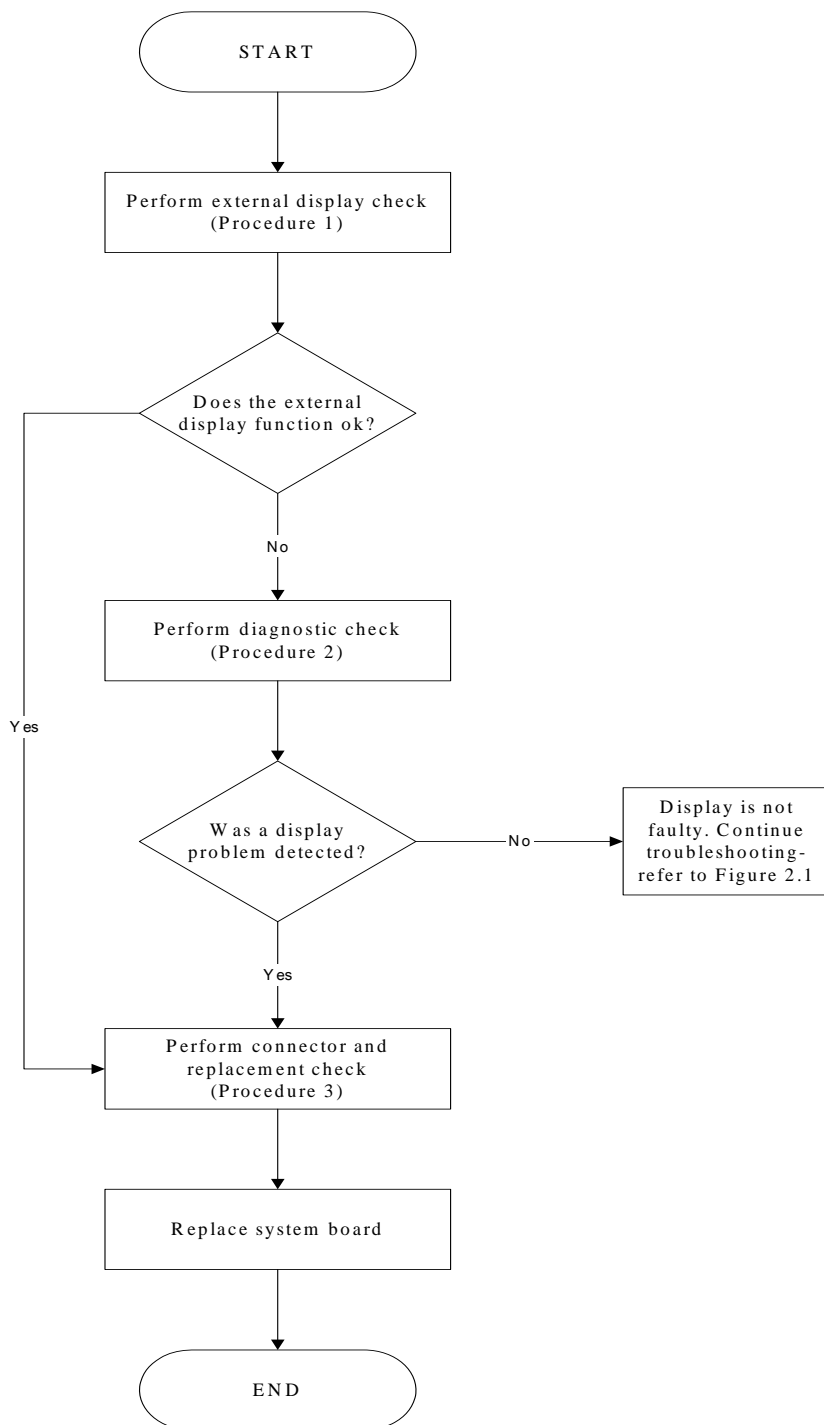 START
Perform external display check
(Procedure 1)
Does the external
display function ok?
No
Perform diagnostic check
(Procedure 2)
Yes
Was a display
problem detected?
No
Display is not
faulty. Continue
troubleshooting-
refer to Figure 2.1
Yes
Perform connector and
replacement check
(Procedure 3)
Replace system board
END